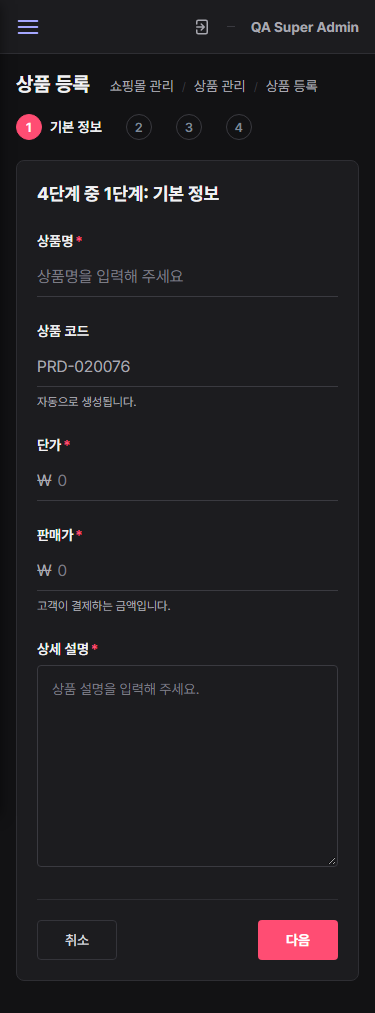 QA Super Admin
상품 등록 쇼핑몰 관리 / 상품 관리 / 상품 등록
1 기본 정보 2 3 4
4단계 중 1단계: 기본 정보
상품명 *
상품명을 입력해 주세요
상품 코드
PRD-020076
자동으로 생성됩니다.
단가 *
₩ 0
판매가 *
₩ 0
고객이 결제하는 금액입니다.
상세 설명 *
상품 설명을 입력해 주세요.
취소 다음